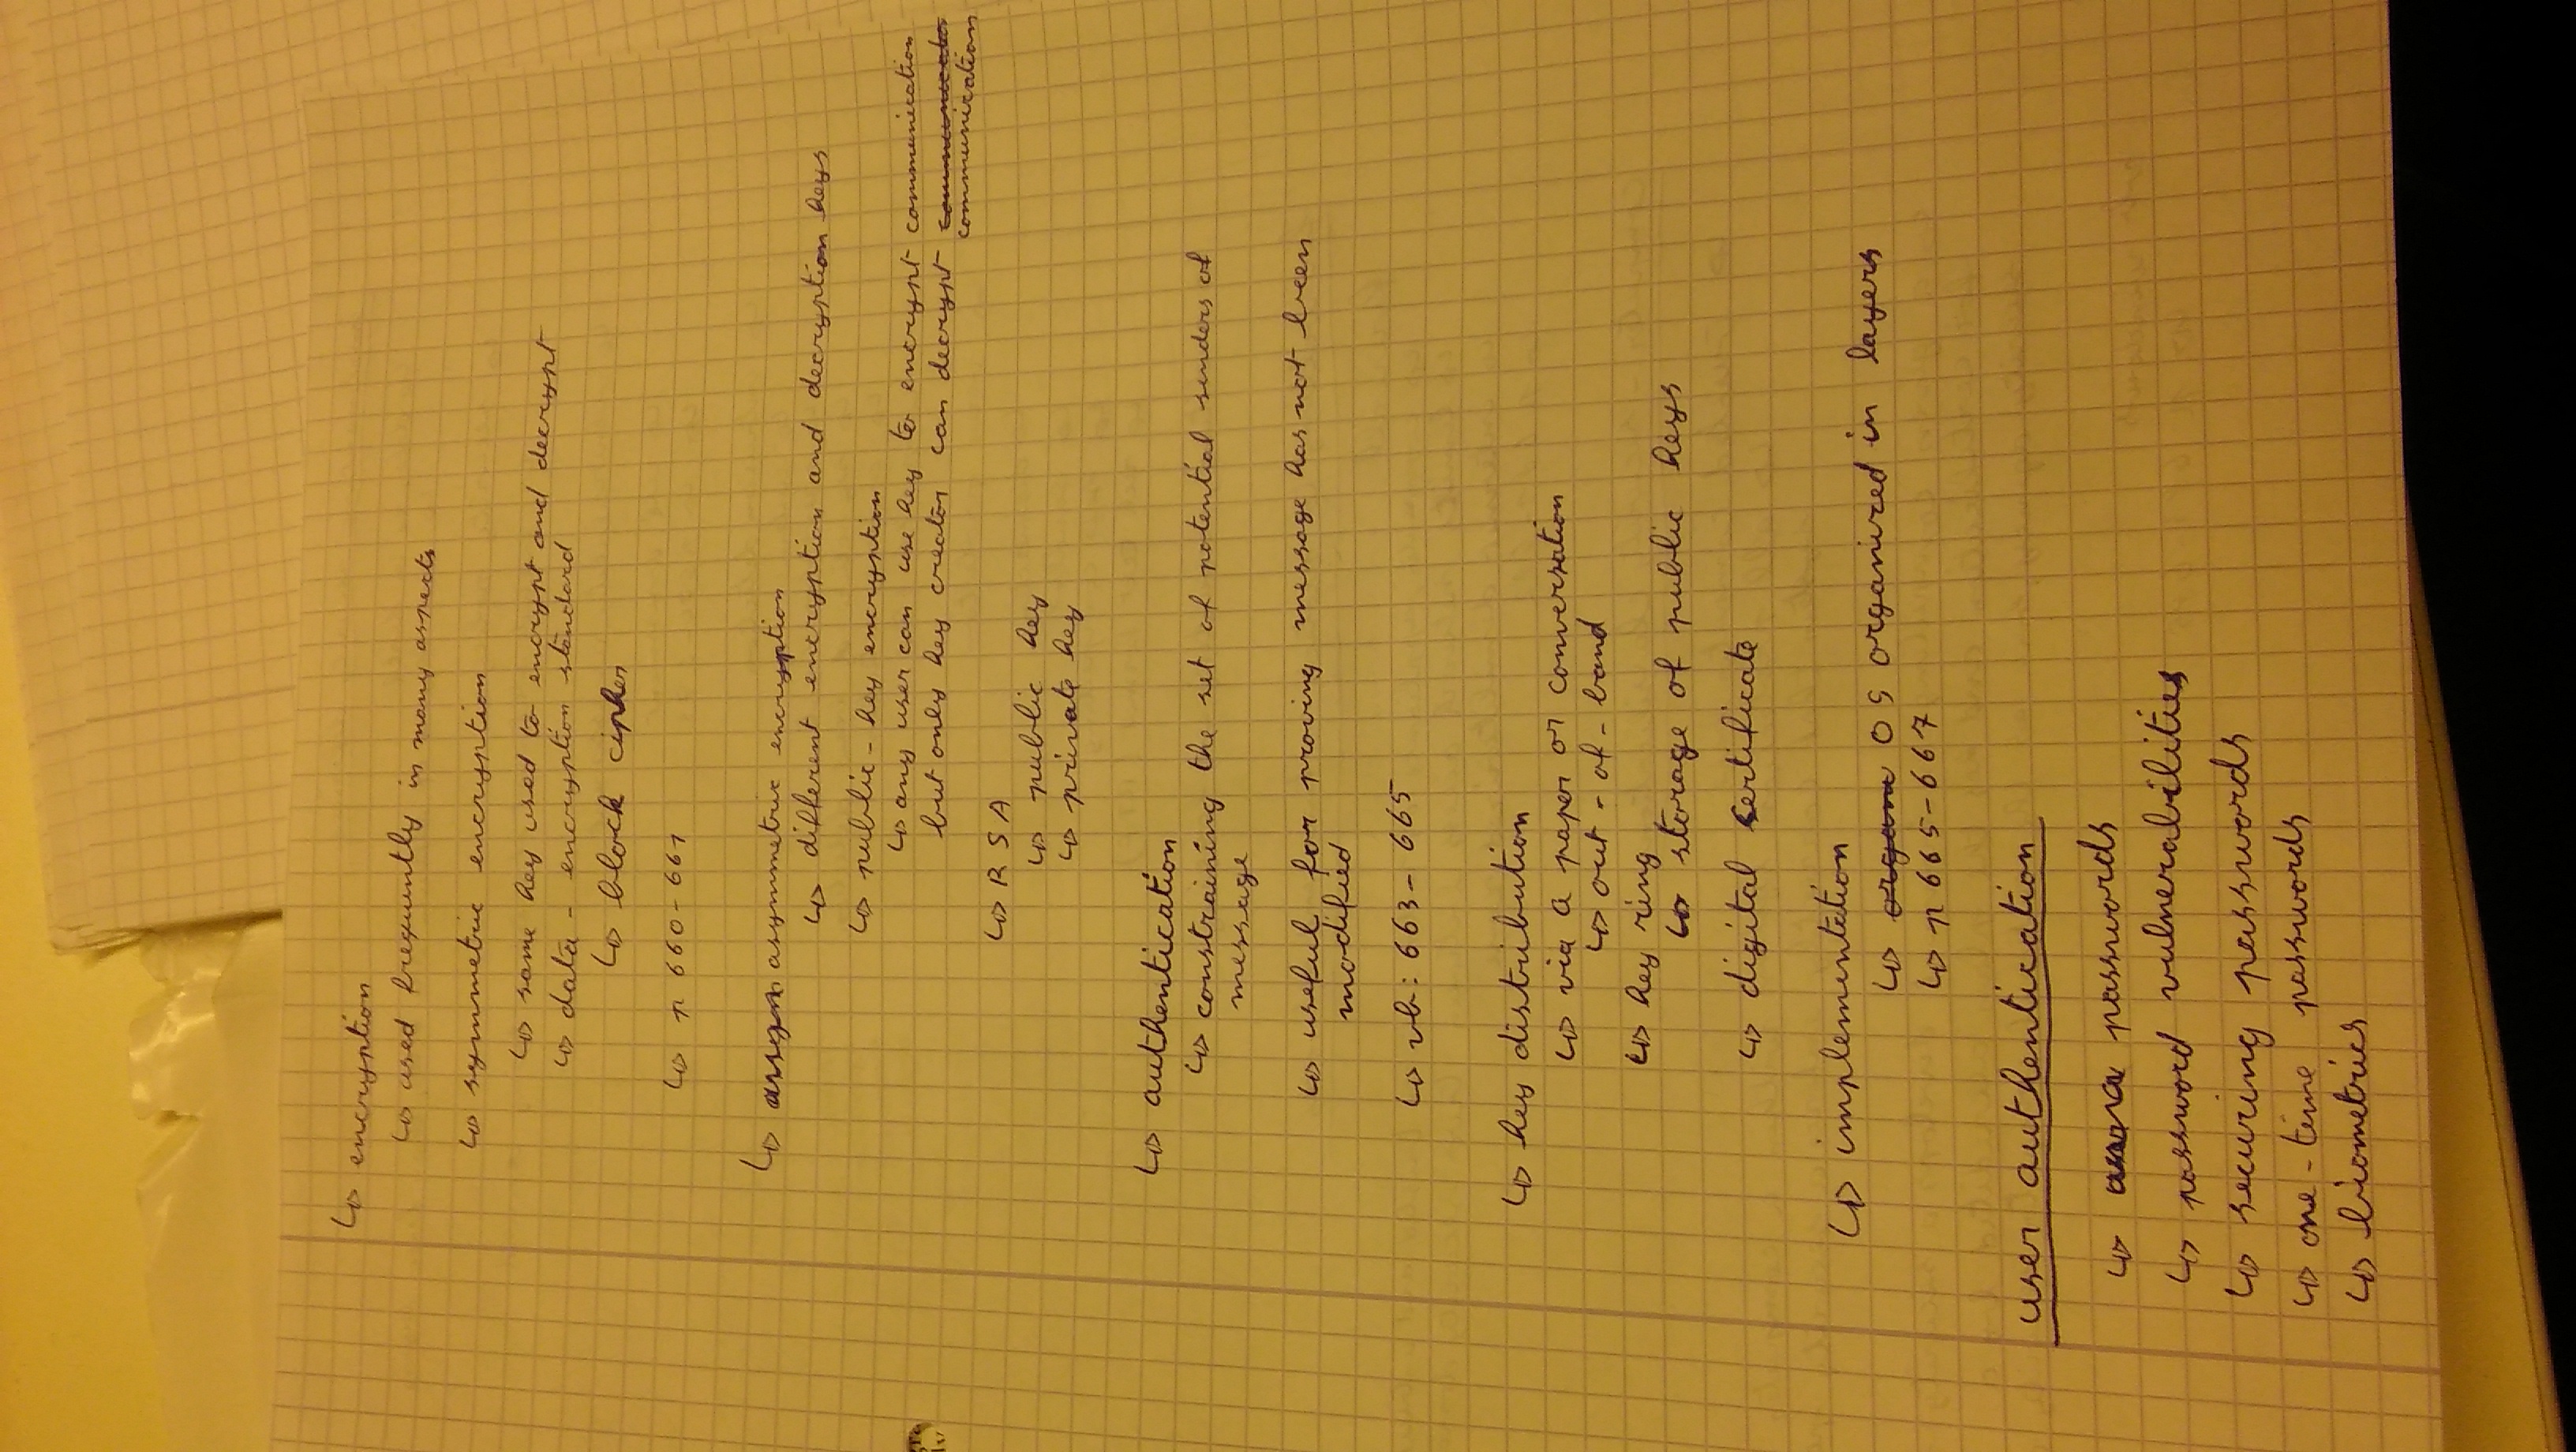 ↳ encryption
↳ used frequently in many aspects
↳ symmetric encryption
↳ same key used to encrypt and decrypt
↳ data - encryption standard
↳ block cipher
↳ p 660-661
↳ asymmetric encryption
↳ different encryption and decryption keys
↳ public - key encryption
↳ any user can use key to encrypt communication
but only key creator can decrypt
communication
↳ RSA
↳ public key
↳ private key
↳ authentication
↳ constraining the set of potential senders of
message
↳ useful for proving message has not been
modified
↳ vb: 663-665
↳ key distribution
↳ via a paper or conversation
↳ out-of-band
↳ key ring
↳ storage of public keys
↳ digital certificate
↳ implementation
↳ OS organized in layers
↳ p 665-667
user authentication
↳ passwords
↳ password vulnerabilities
↳ securing passwords
↳ one-time passwords
↳ biometrics